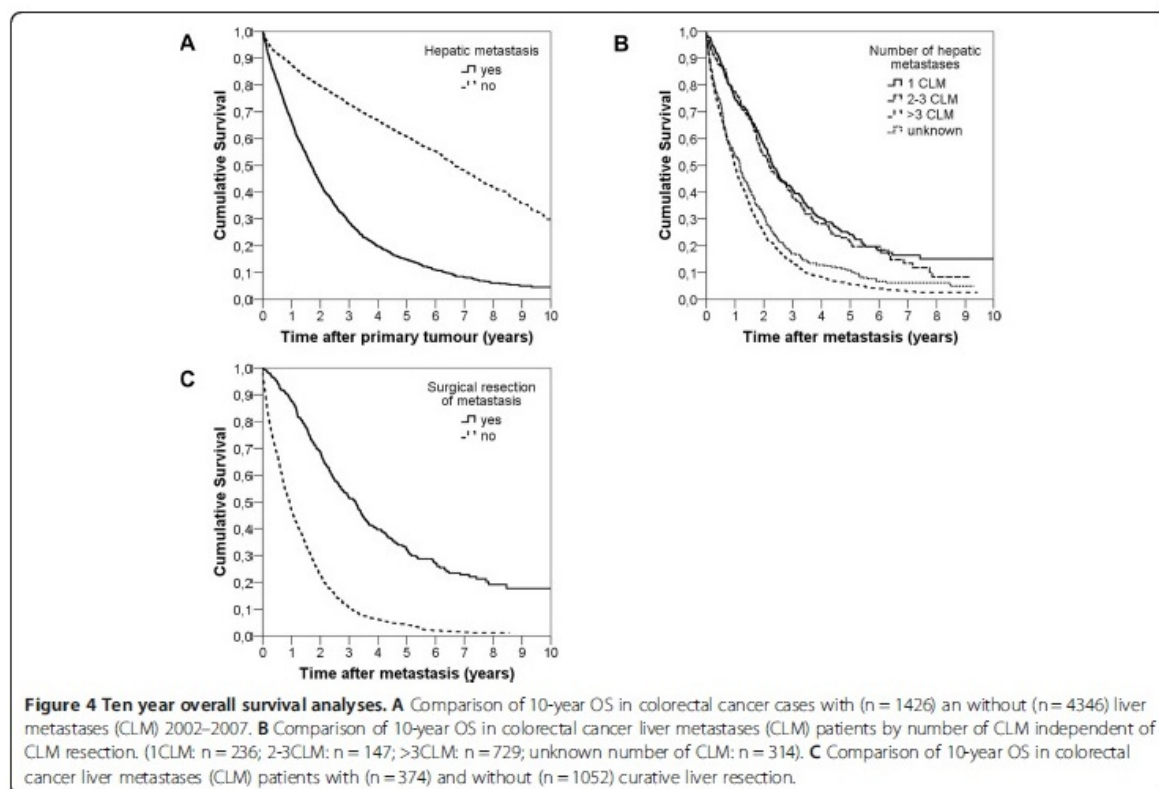 A
Hepatic metastasis
yes
no
1,0
0,9
0,8
0,7
0,6
0,5
0,4
0,3
0,2
0,1
0,0
Cumulative Survival
0 1 2 3 4 5 6 7 8 9 10
Time after primary tumour (years)
B
Number of hepatic
metastases
1 CLM
2-3 CLM
>3 CLM
unknown
1,0
0,9
0,8
0,7
0,6
0,5
0,4
0,3
0,2
0,1
0,0
Cumulative Survival
0 1 2 3 4 5 6 7 8 9 10
Time after metastasis (years)
C
Surgical resection
of metastasis
yes
no
1,0
0,9
0,8
0,7
0,6
0,5
0,4
0,3
0,2
0,1
0,0
Cumulative Survival
0 1 2 3 4 5 6 7 8 9 10
Time after metastasis (years)
Figure 4 Ten year overall survival analyses. A Comparison of 10-year OS in colorectal cancer cases with (n = 1426) an without (n = 4346) liver
metastases (CLM) 2002–2007. B Comparison of 10-year OS in colorectal cancer liver metastases (CLM) patients by number of CLM independent of
CLM resection. (1CLM: n = 236; 2-3CLM: n = 147; >3CLM: n = 729; unknown number of CLM: n = 314). C Comparison of 10-year OS in colorectal
cancer liver metastases (CLM) patients with (n = 374) and without (n = 1052) curative liver resection.